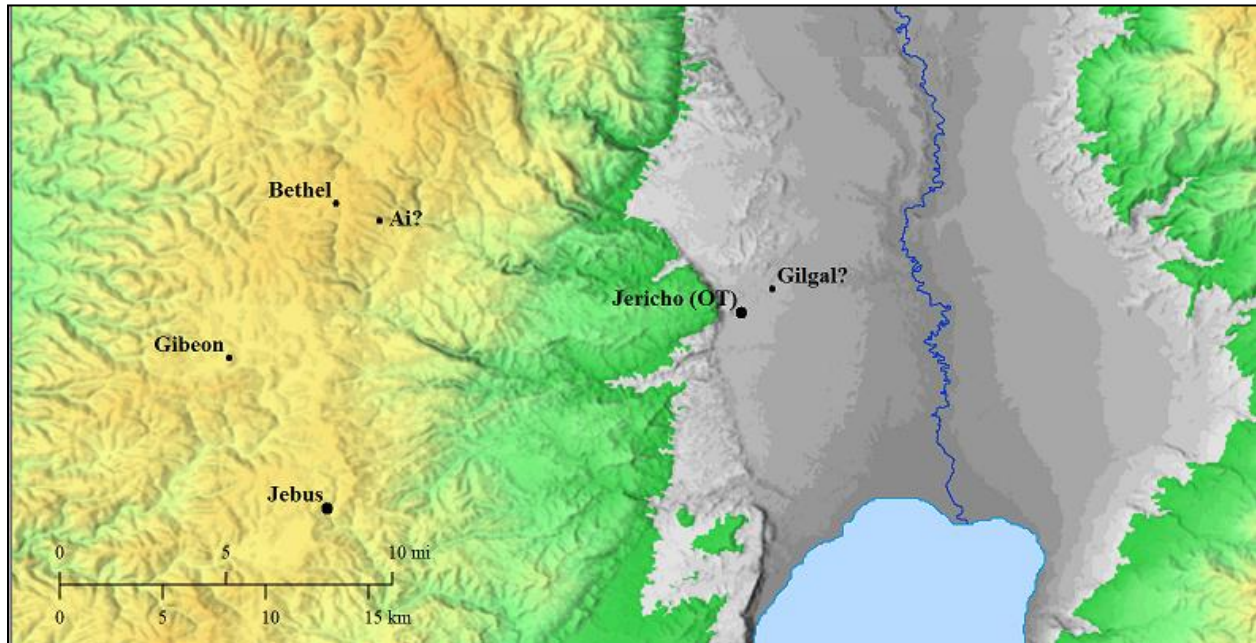 Bethel
Ai?
Gilgal?
Jericho (OT)
Gibeon
Jebus
0 5 10 mi
0 5 10 15 km